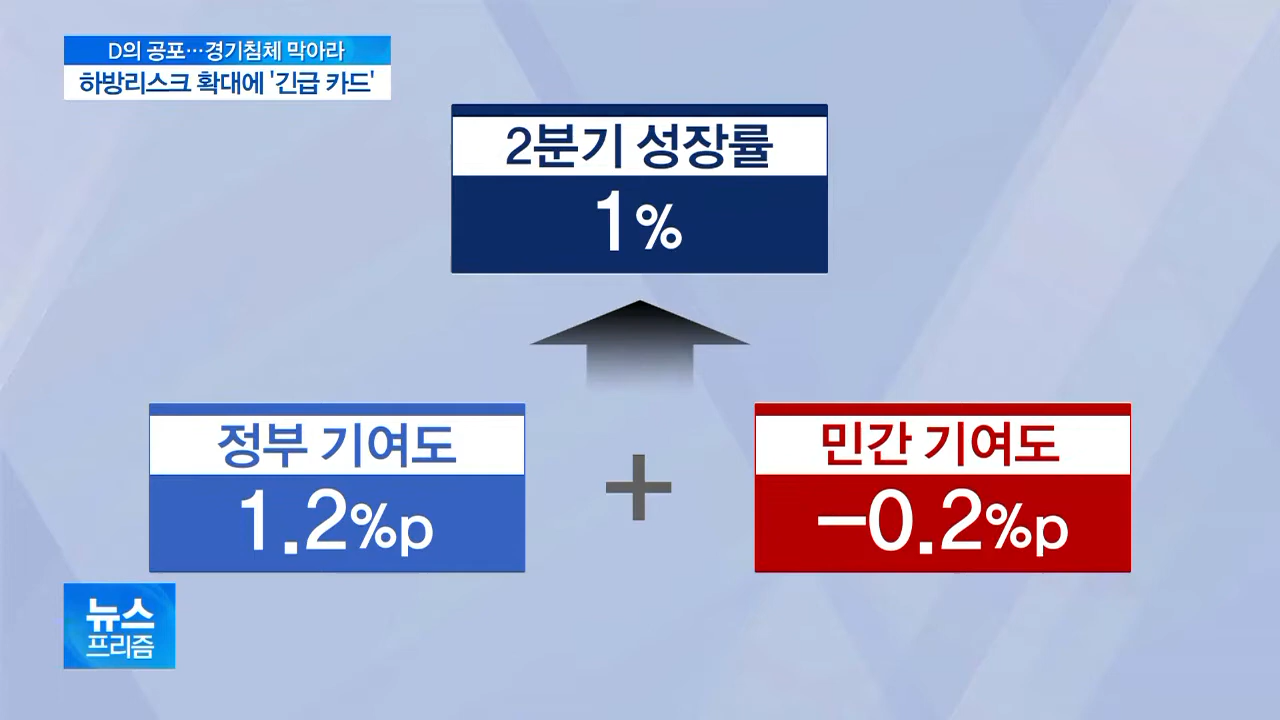 D의 공포…경기침체 막아라
하방리스크 확대에 '긴급 카드'
2분기 성장률
1%
정부 기여도
1.2%p
+
민간 기여도
-0.2%p
뉴스
프리즘